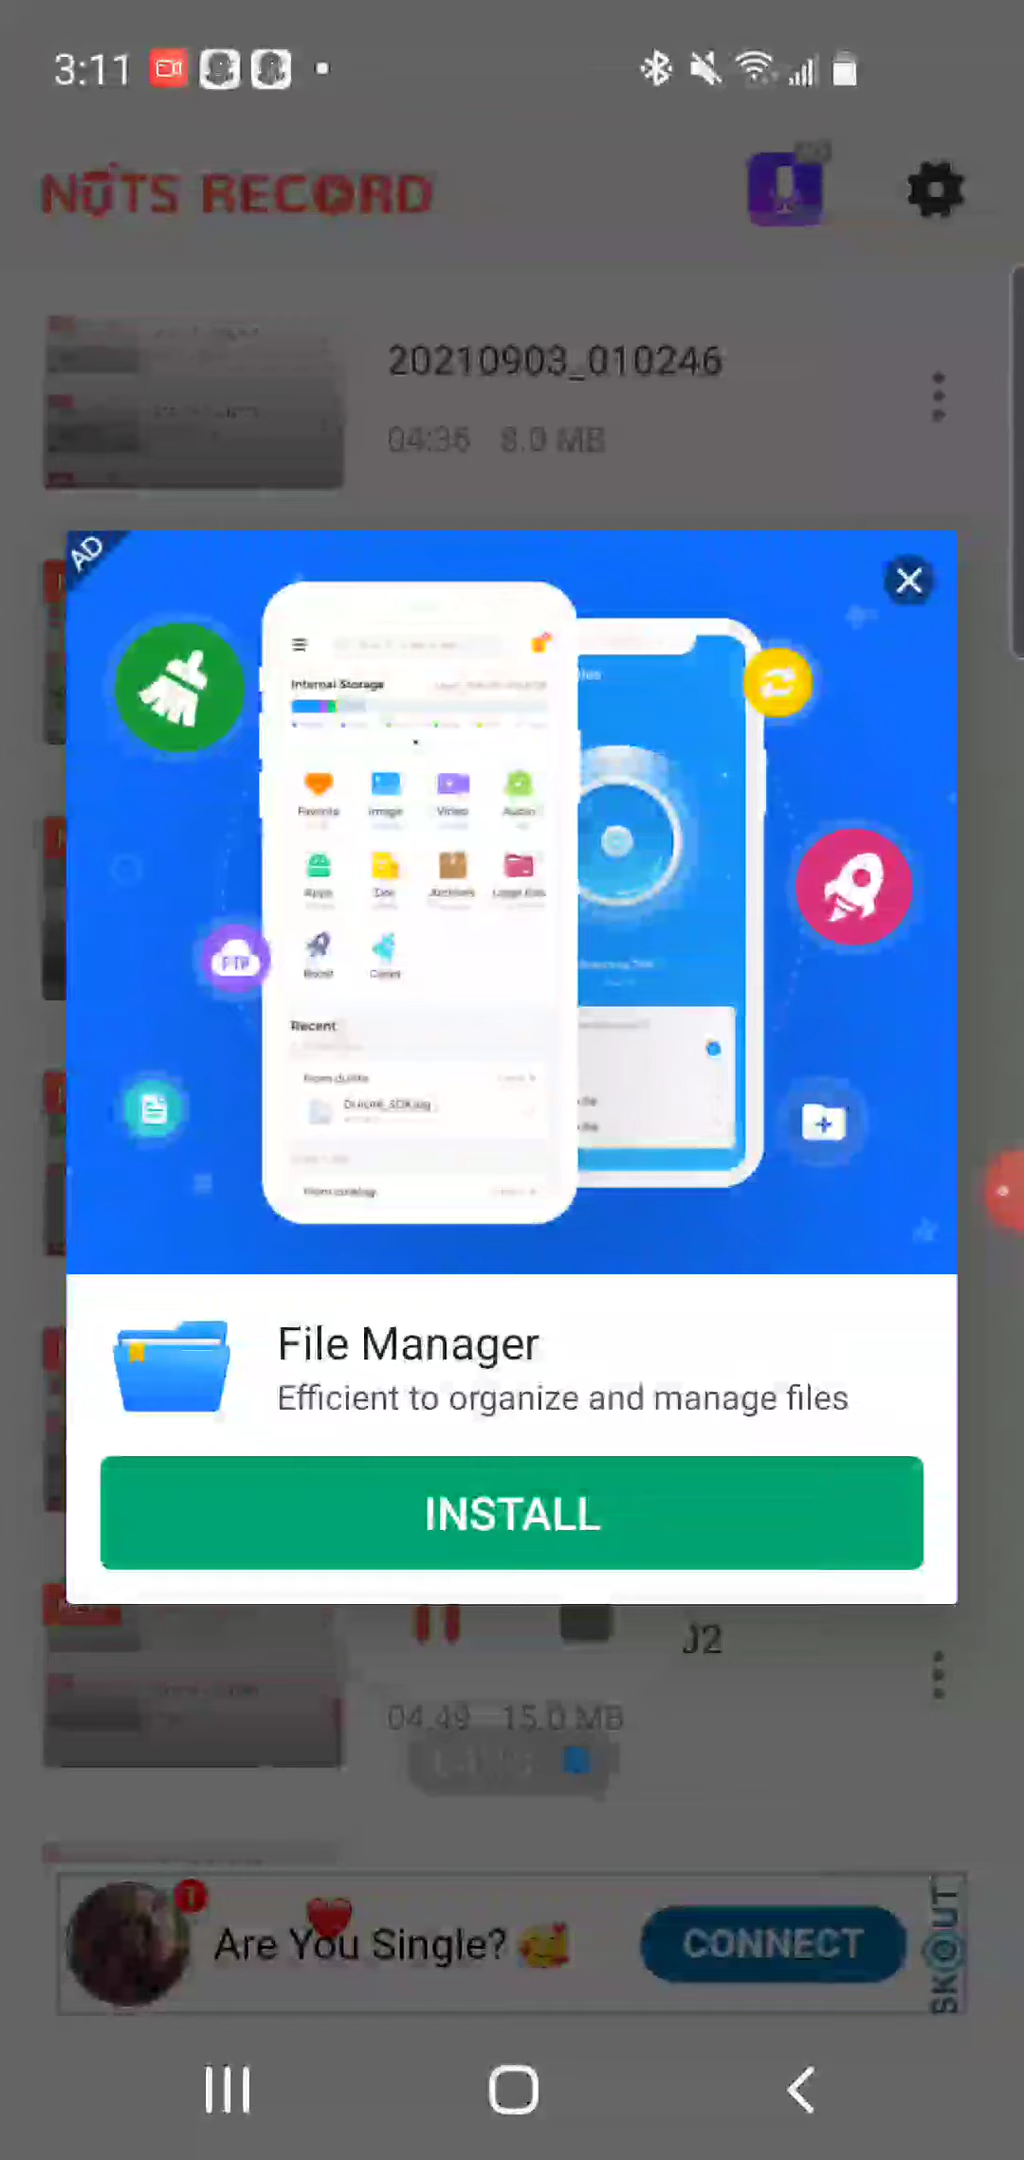 3:11
NUTS RECORD
20210903_010246
04:36 8.0 MB
AD
Internal Storage
Favorite Image Video Audio
Apps Doc Archives Large files
FTP
Boost Clean
Recent
File Manager
Efficient to organize and manage files
INSTALL
J2
04:49 15.0 MB
1
Are You Single?
CONNECT
SKOUT